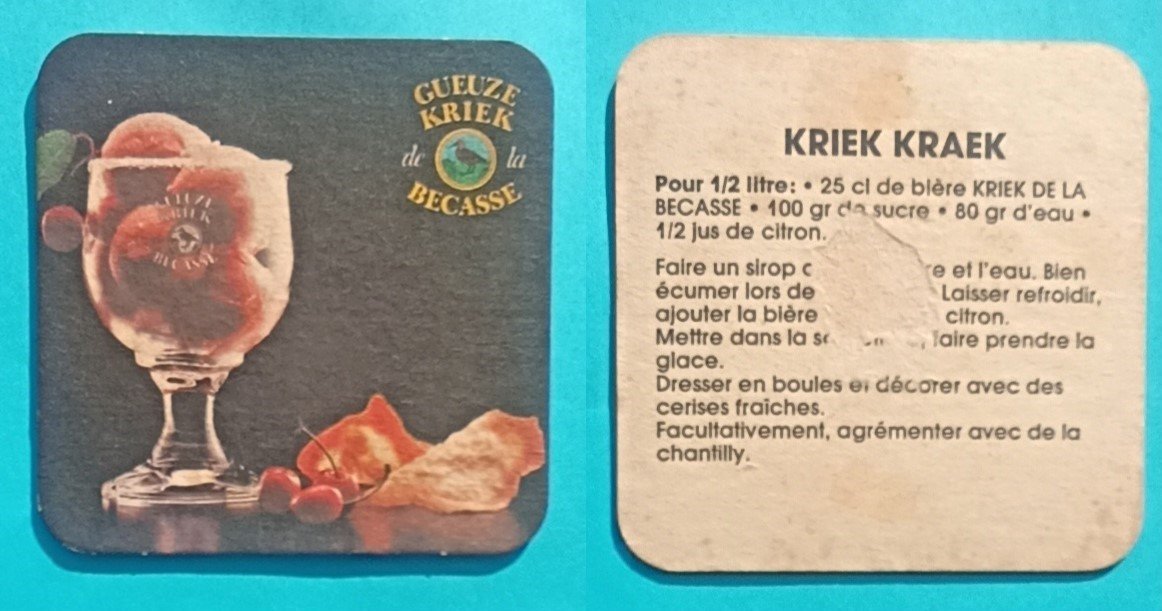 GUEUZE
KRIEK
de la
BECASSE
GUEUZE
KRIEK
BECASSE
KRIEK KRAEK
Pour 1/2 litre: • 25 cl de bière KRIEK DE LA
BECASSE • 100 gr de sucre • 80 gr d'eau •
1/2 jus de citron.
Faire un sirop et l'eau. Bien
écumer lors de Laisser refroidir,
ajouter la bière citron.
Mettre dans la faire prendre la
glace.
Dresser en boules et décorer avec des
cerises fraîches.
Facultativement, agrémenter avec de la
chantilly.